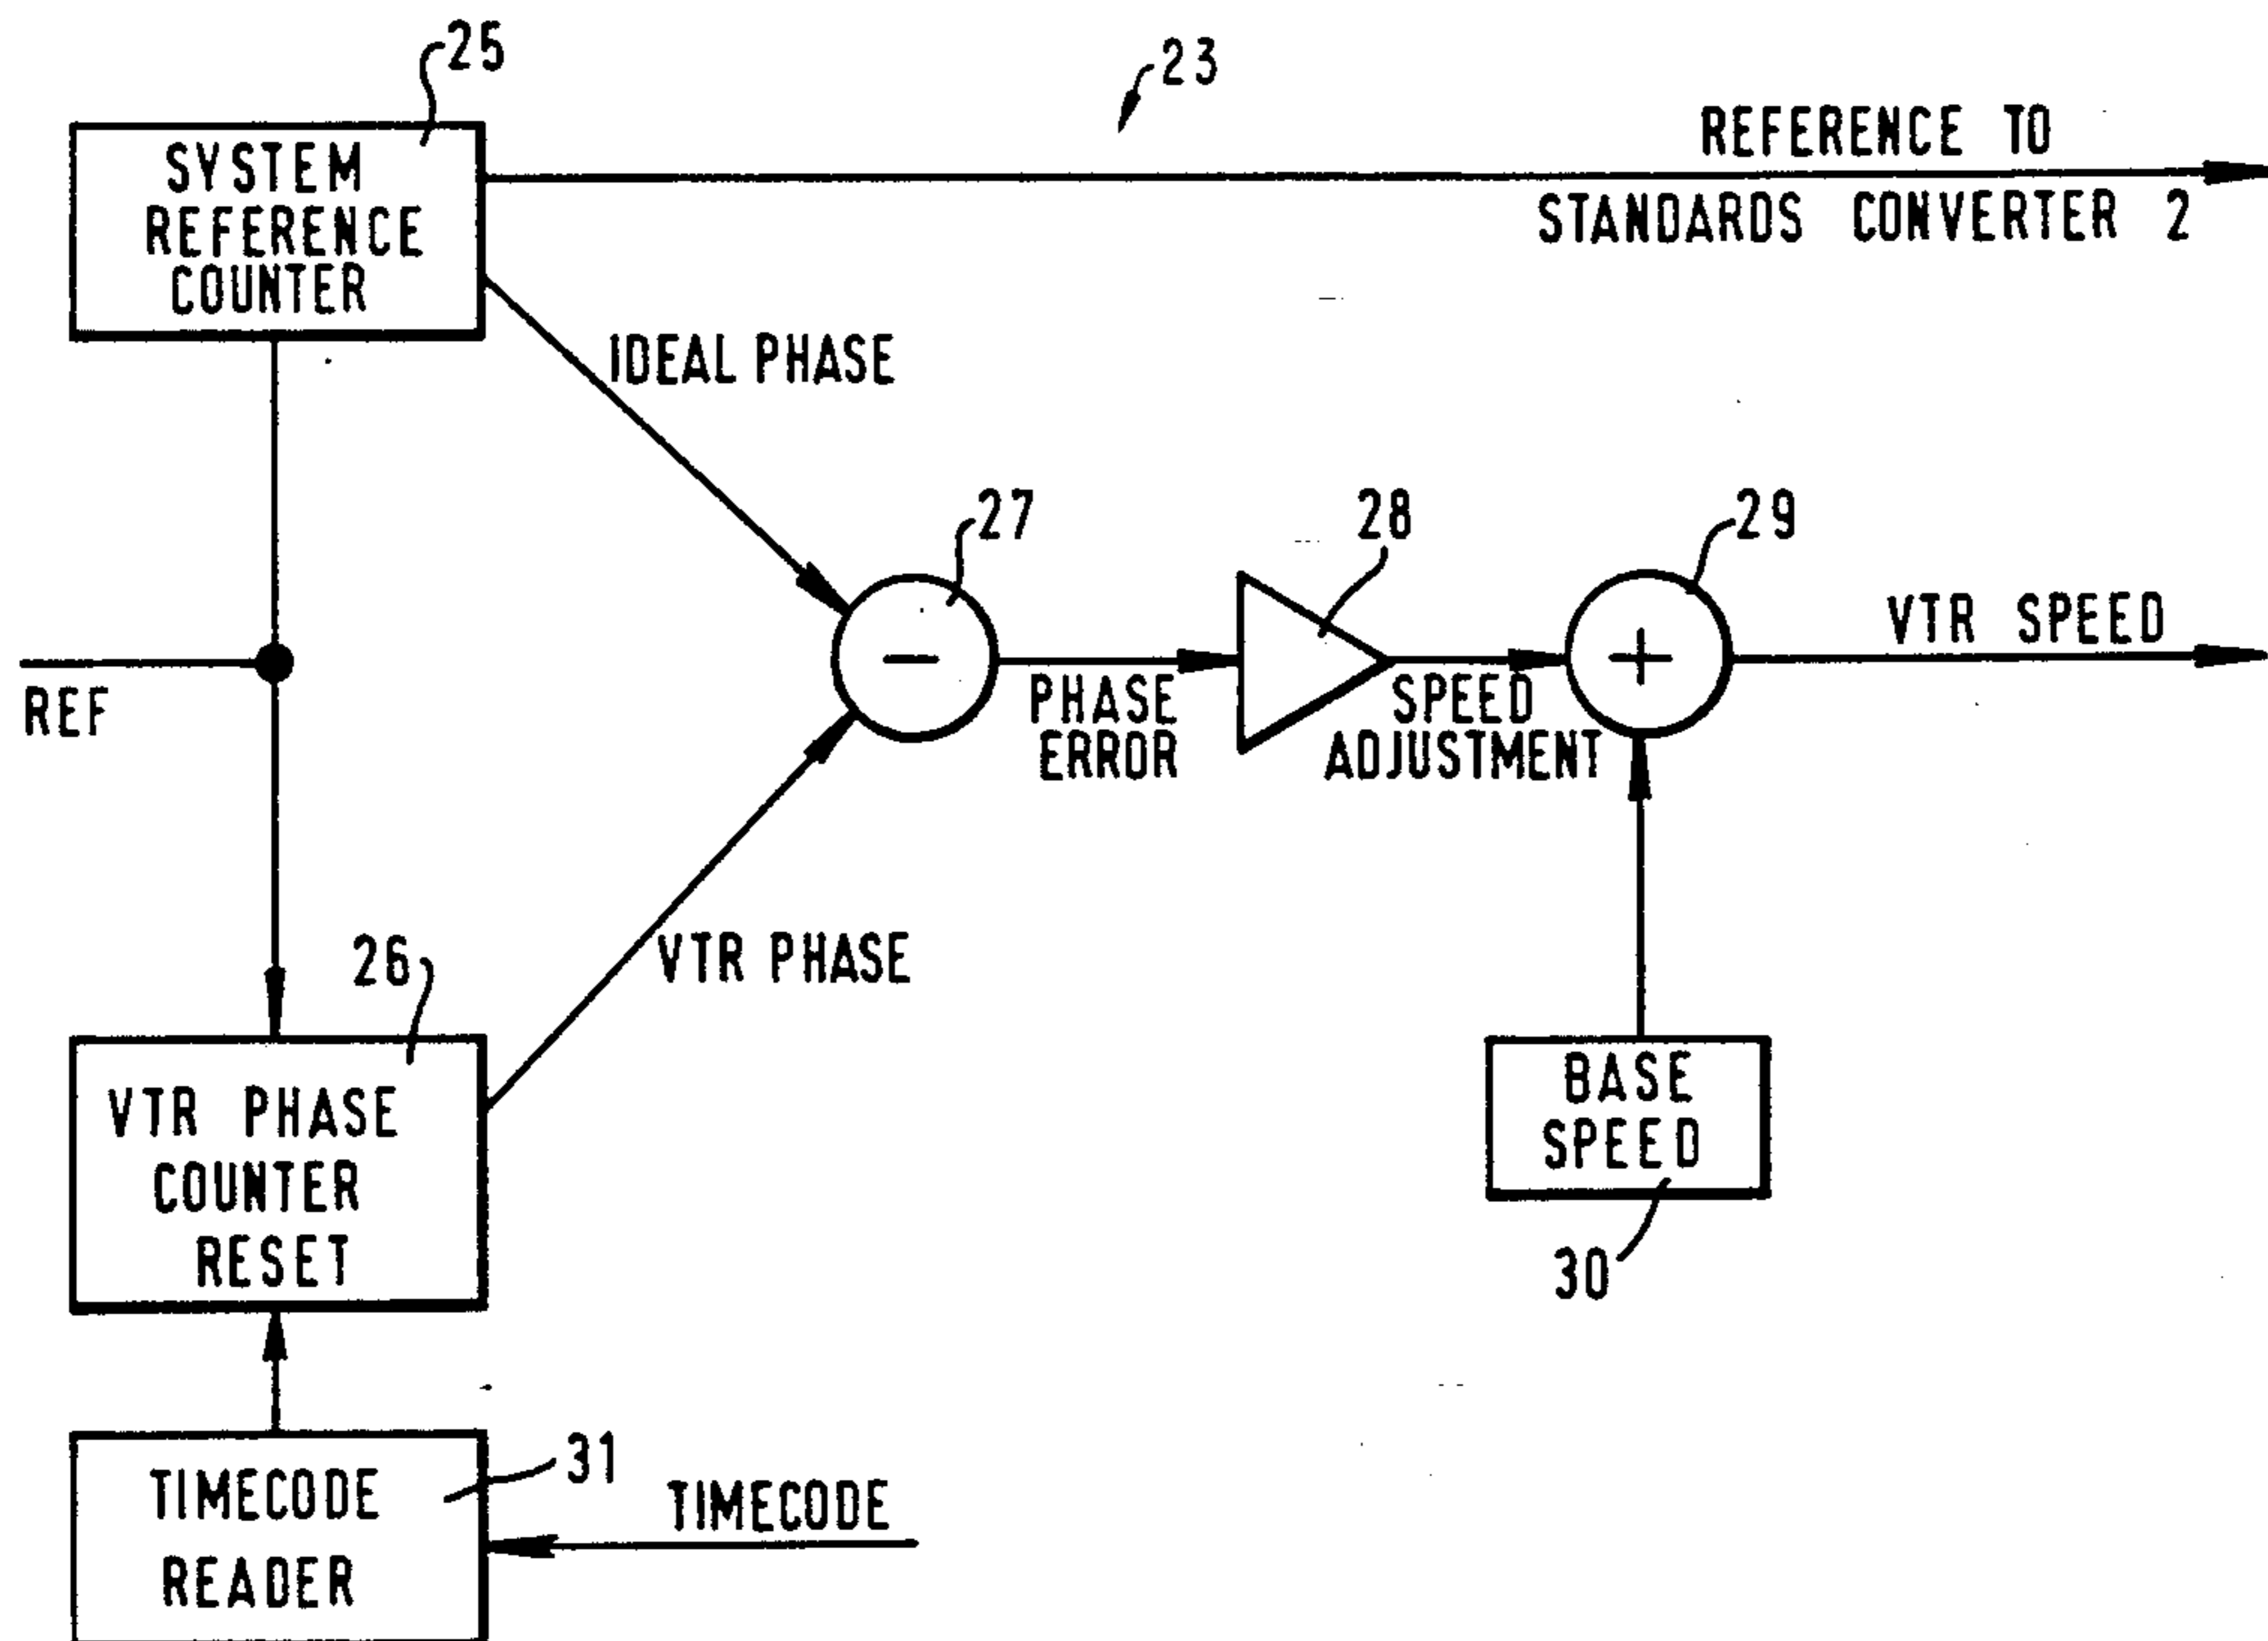 25
23
SYSTEM
REFERENCE
COUNTER
REFERENCE TO
STANDARDS CONVERTER 2
IDEAL PHASE
27
28
29
REF
PHASE
ERROR
SPEED
ADJUSTMENT
VTR SPEED
26
VTR PHASE
VTR PHASE
COUNTER
RESET
BASE
SPEED
30
31
TIMECODE
READER
TIMECODE